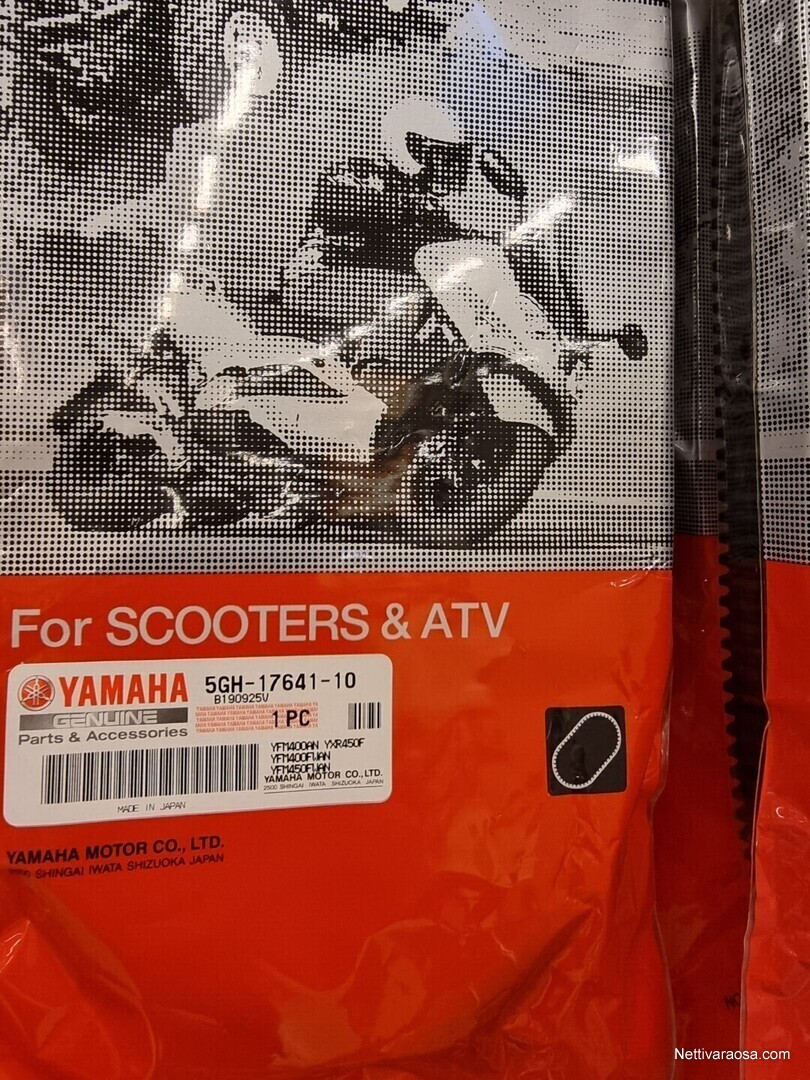 For SCOOTERS & ATV
YAMAHA 5GH-17641-10
B190925V
GENUINE
1 PC
Parts & Accessories
YFM400AN YXR450F
YFM400FWAN
YFM450FWAN
YAMAHA MOTOR CO., LTD.
2500 SHINGAI IWATA SHIZUOKA JAPAN
MADE IN JAPAN
YAMAHA MOTOR CO., LTD.
2500 SHINGAI IWATA SHIZUOKA JAPAN
Nettivaraosa.com